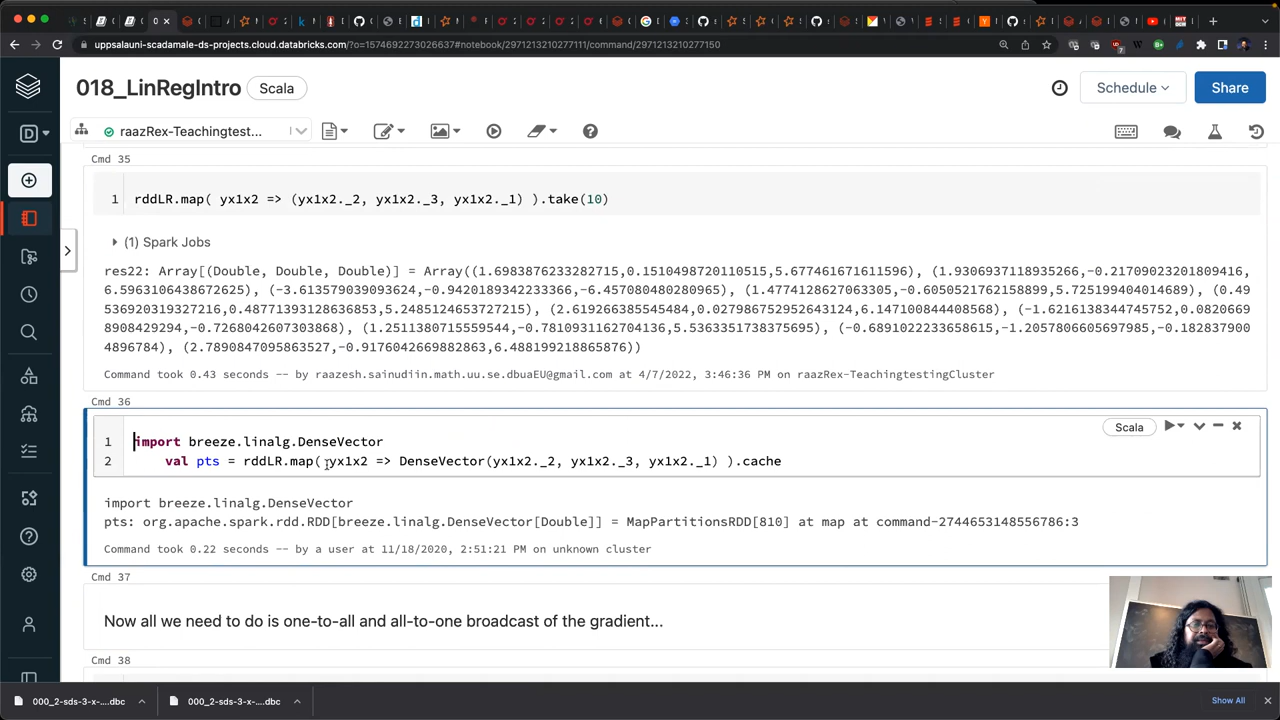 uppsalauni-scadamale-ds-projects.cloud.databricks.com/?o=1574692273026637#notebook/2971213210277111/command/2971213210277150
018_LinRegIntro
Scala
Schedule
Share
D
raazRex-Teachingtest...
Cmd 35
1 rddLR.map( yx1x2 => (yx1x2._2, yx1x2._3, yx1x2._1) ).take(10)
(1) Spark Jobs
res22: Array[(Double, Double, Double)] = Array((1.6983876233282715,0.1510498720110515,5.677461671611596), (1.9306937118935266,-0.21709023201809416,
6.5963106438672625), (-3.613579039093624,-0.9420189342233366,-6.457080480280965), (1.4774128627063305,-0.6050521762158899,5.725199404014689), (0.49
536920319327216,0.48771393128636853,5.2485124653727215), (2.619266385545484,0.027986752952643124,6.147100844408568), (-1.6216138344745752,0.0820669
8908429294,-0.7268042607303868), (1.2511380715559544,-0.7810931162704136,5.5363351738375695), (-0.6891022233658615,-1.2057806605697985,-0.1828379004
4896784), (2.7890847095863527,-0.9176042669882863,6.488199218865876))
Command took 0.43 seconds -- by raazesh.sainudiin.math.uu.se.dbuaEU@gmail.com at 4/7/2022, 3:46:36 PM on raazRex-TeachingtestingCluster
Cmd 36
Scala
1 import breeze.linalg.DenseVector
2 val pts = rddLR.map( yx1x2 => DenseVector(yx1x2._2, yx1x2._3, yx1x2._1) ).cache
import breeze.linalg.DenseVector
pts: org.apache.spark.rdd.RDD[breeze.linalg.DenseVector[Double]] = MapPartitionsRDD[810] at map at command-2744653148556786:3
Command took 0.22 seconds -- by a user at 11/18/2020, 2:51:21 PM on unknown cluster
Cmd 37
Now all we need to do is one-to-all and all-to-one broadcast of the gradient...
Cmd 38
000_2-sds-3-x-....dbc
000_2-sds-3-x-....dbc
Show All